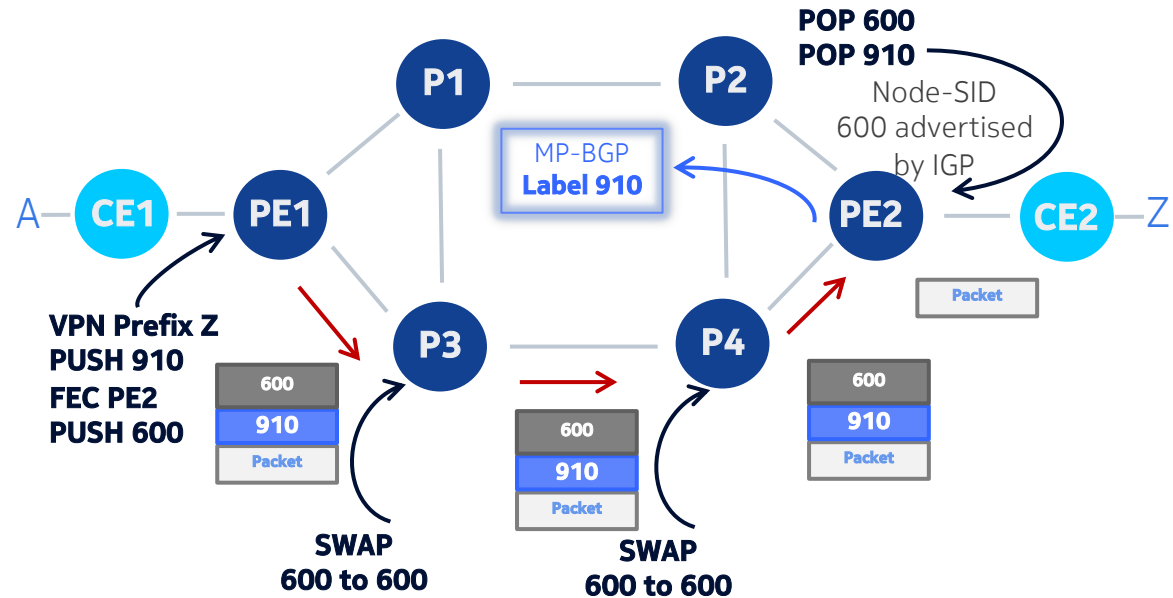 POP 600
POP 910
P1
P2
Node-SID
600 advertised
by IGP
MP-BGP
Label 910
A
CE1
PE1
PE2
CE2
Z
VPN Prefix Z
PUSH 910
FEC PE2
PUSH 600
P3
P4
Packet
600
910
Packet
600
910
Packet
600
910
Packet
SWAP
600 to 600
SWAP
600 to 600